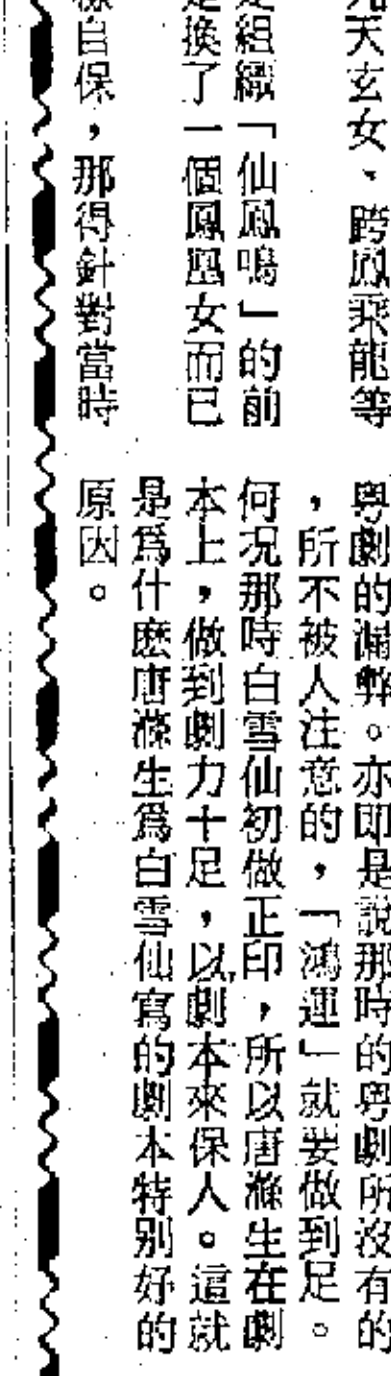 九天玄女、跨鳳乘龍等
是組織「仙鳳鳴」的前
是換了一個鳳凰女而已
樣自保，那得針對當時
粵劇的漏弊。亦即是說那時的粵劇所沒有的
，所不被人注意的，「鴻運」就要做到足。
何况那時白雪仙初做正印，所以唐滌生在劇
本上，做到劇力十足，以劇本來保人。這就
是爲什麽唐滌生爲白雪仙寫的劇本特別好的
原因。